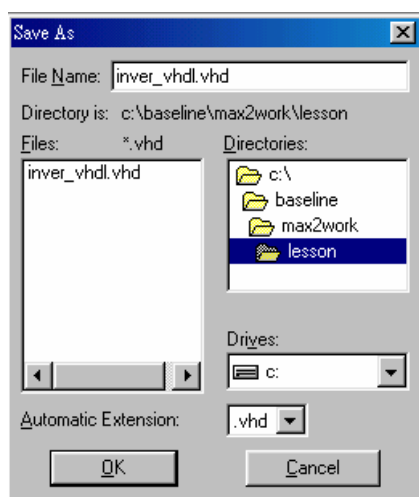 Save As
File Name: inver_vhdl.vhd
Directory is: c:\baseline\max2work\lesson
Files: *.vhd Directories:
inver_vhdl.vhd
c:\
baseline
max2work
lesson
Drives:
c:
Automatic Extension: .vhd
OK Cancel